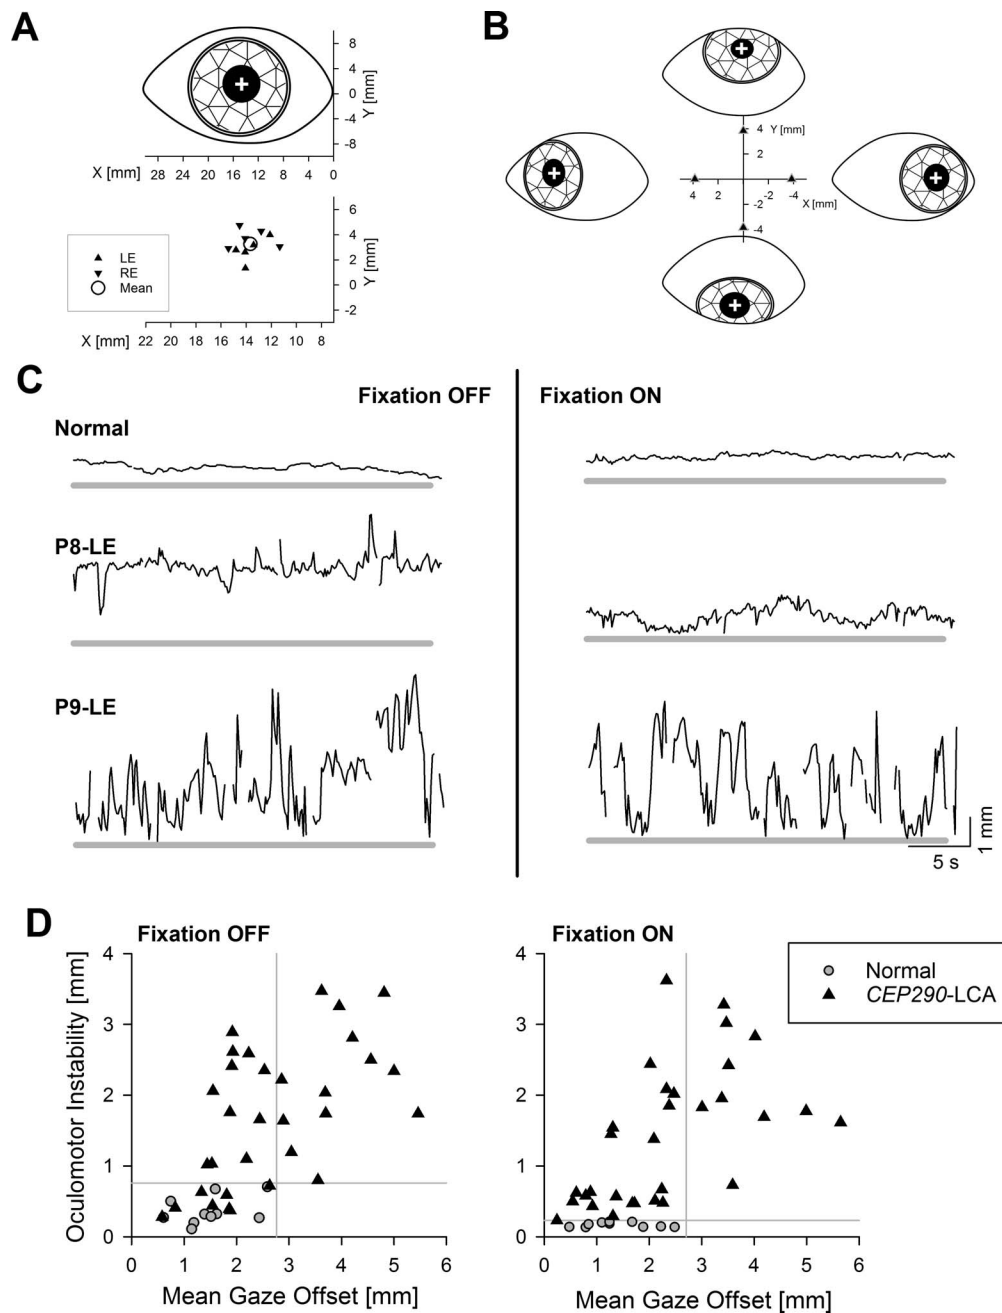 A
8
4
0
-4
-8
Y [mm]
X [mm] 28 24 20 16 12 8 4 0
LE
RE
Mean
6
4
2
0
-2
Y [mm]
X [mm] 22 20 18 16 14 12 10 8
B
4 Y [mm]
2
4 2 -2 -4
X [mm]
-2
-4
C
Fixation OFF
Fixation ON
Normal
P8-LE
P9-LE
1 mm
5 s
D
Fixation OFF
Oculomotor Instability [mm]
4
3
2
1
0
0 1 2 3 4 5 6
Mean Gaze Offset [mm]
Fixation ON
4
3
2
1
0
0 1 2 3 4 5 6
Mean Gaze Offset [mm]
Normal
CEP290-LCA